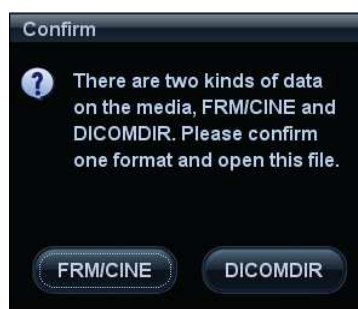 Confirm
There are two kinds of data
on the media, FRM/CINE and
DICOMDIR. Please confirm
one format and open this file.
FRM/CINE DICOMDIR